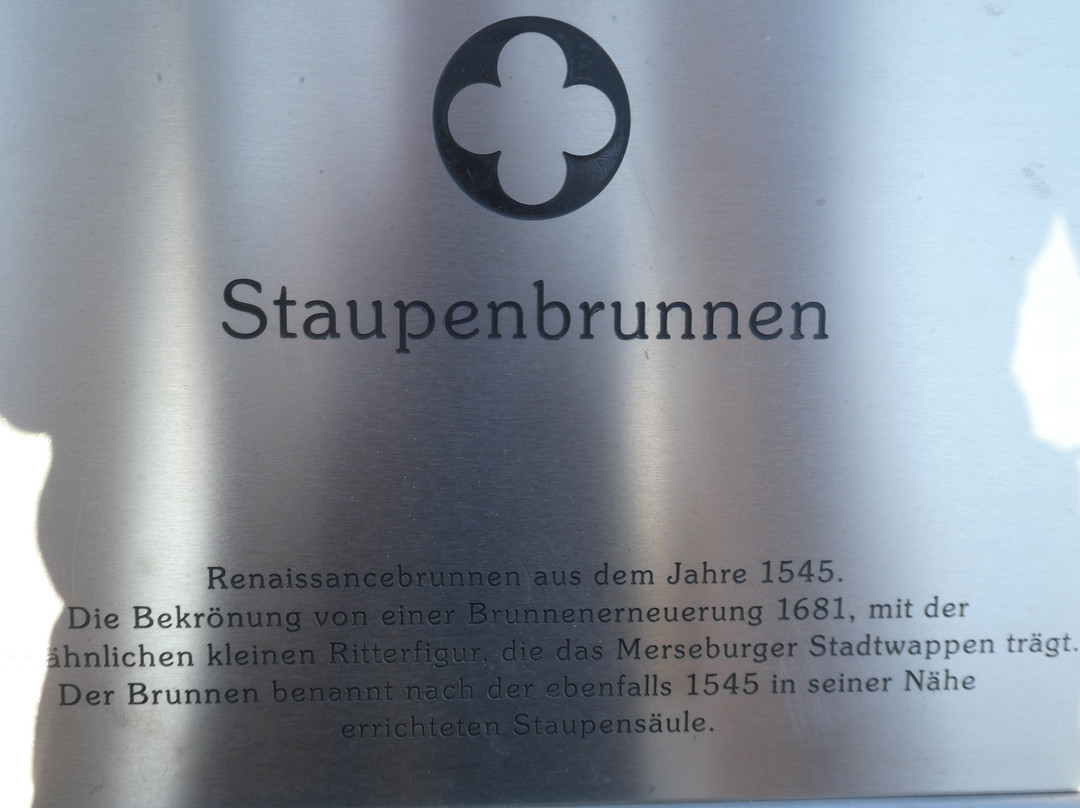 Staupenbrunnen
Renaissancebrunnen aus dem Jahre 1545.
Die Bekrönung von einer Brunnenerneuerung 1681, mit der
ähnlichen kleinen Ritterfigur, die das Merseburger Stadtwappen trägt.
Der Brunnen benannt nach der ebenfalls 1545 in seiner Nähe
errichteten Staupensäule.